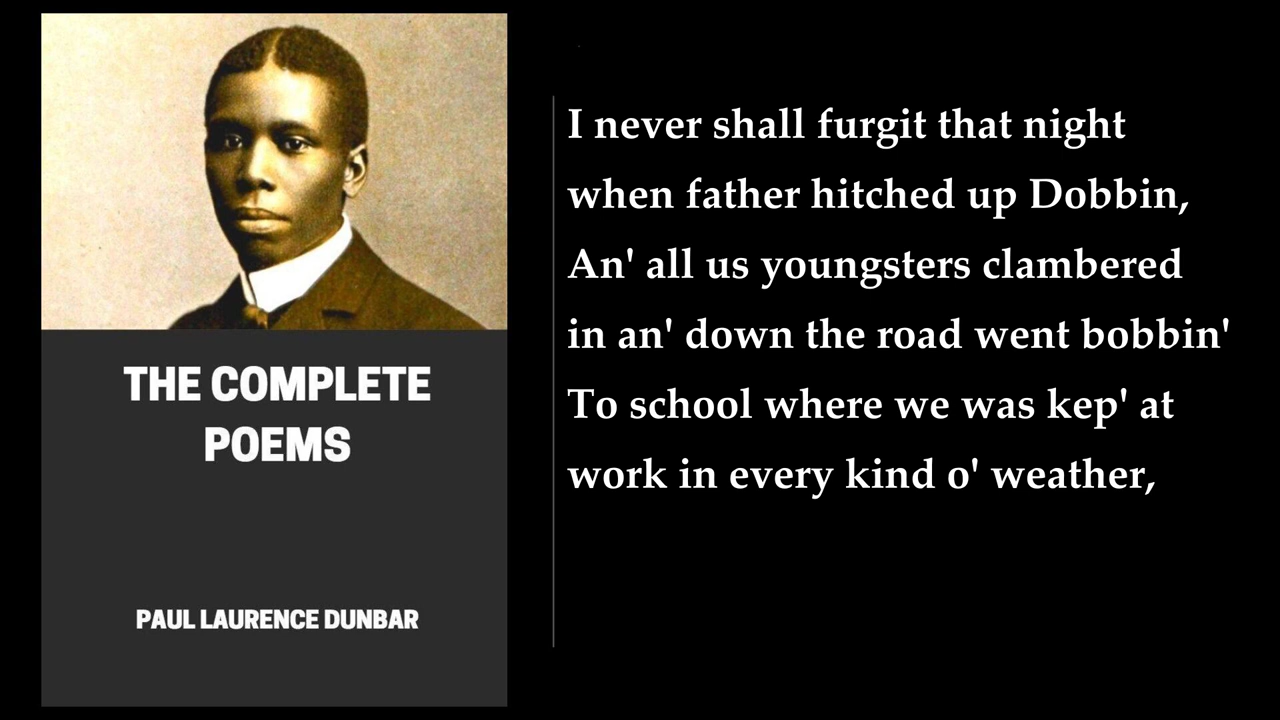 THE COMPLETE
POEMS
PAUL LAURENCE DUNBAR
I never shall furgit that night
when father hitched up Dobbin,
An' all us youngsters clambered
in an' down the road went bobbin'
To school where we was kep' at
work in every kind o' weather,